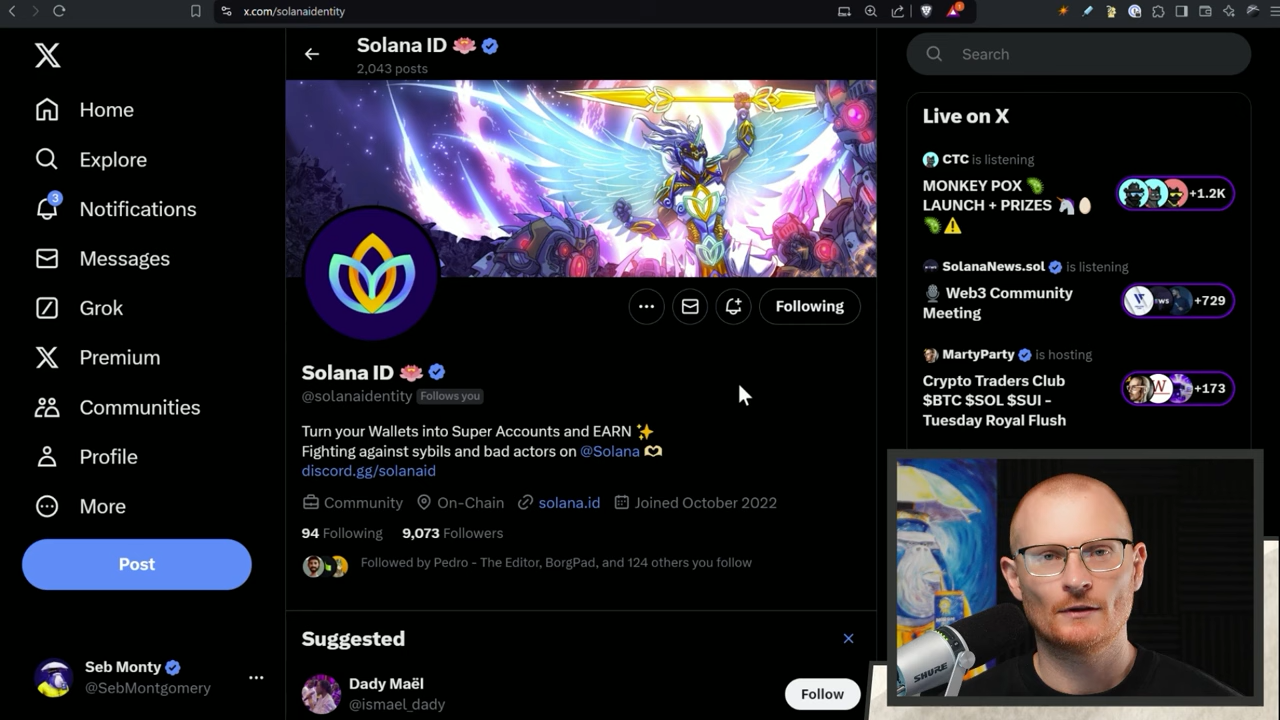 x.com/solanaidentity
Solana ID
2,043 posts
Search
Home
Explore
3
Notifications
Messages
Grok
Premium
Communities
Profile
More
Post
Seb Monty
@SebMontgomery
Following
Solana ID
@solanaidentity Follows you
Turn your Wallets into Super Accounts and EARN ✨
Fighting against sybils and bad actors on @Solana 🫶
discord.gg/solanaid
Community On-Chain solana.id Joined October 2022
94 Following 9,073 Followers
Followed by Pedro - The Editor, BorgPad, and 124 others you follow
Suggested
Dady Maël
@ismael_dady
Follow
Live on X
CTC is listening
MONKEY POX 🦠
LAUNCH + PRIZES 🦄🥚
🦠⚠️
+1.2K
SolanaNews.sol is listening
🎙️ Web3 Community
Meeting
+729
MartyParty is hosting
Crypto Traders Club
$BTC $SOL $SUI -
Tuesday Royal Flush
+173
SHURE